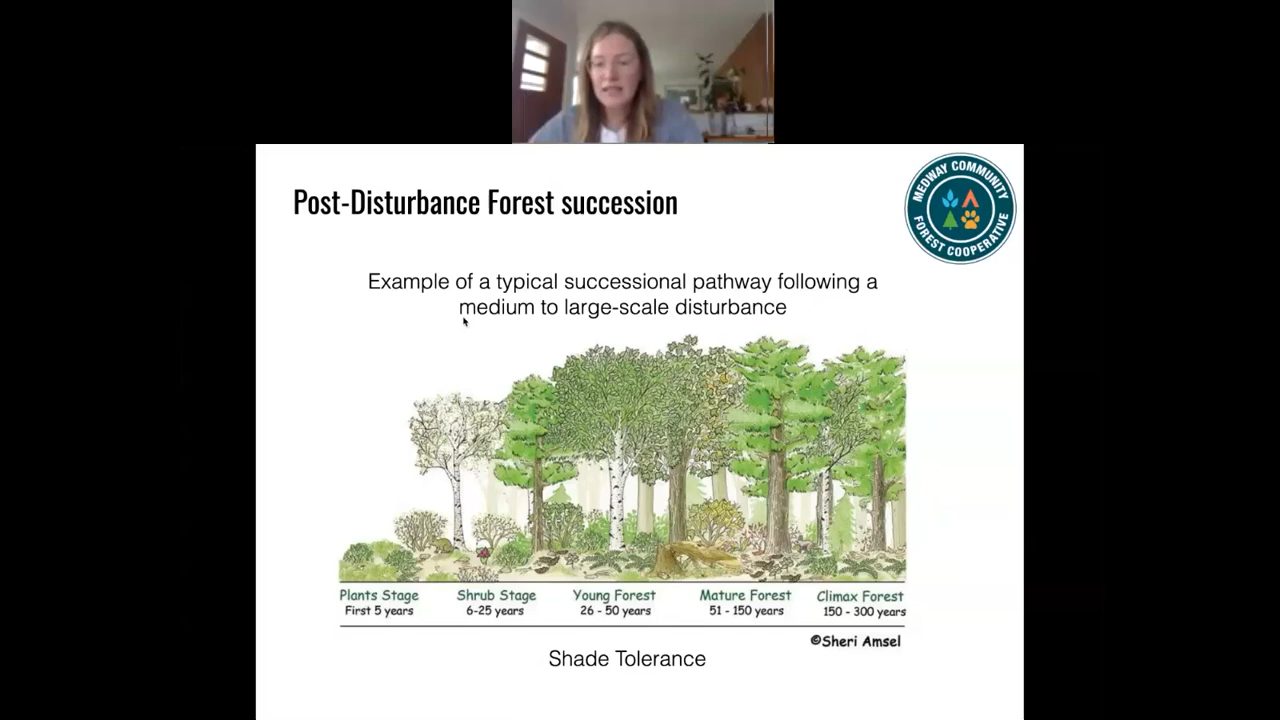 Post-Disturbance Forest succession
MEDWAY COMMUNITY
FOREST COOPERATIVE
Example of a typical successional pathway following a
medium to large-scale disturbance
Plants Stage Shrub Stage Young Forest Mature Forest Climax Forest
First 5 years 6-25 years 26 - 50 years 51 - 150 years 150 - 300 years
©Sheri Amsel
Shade Tolerance